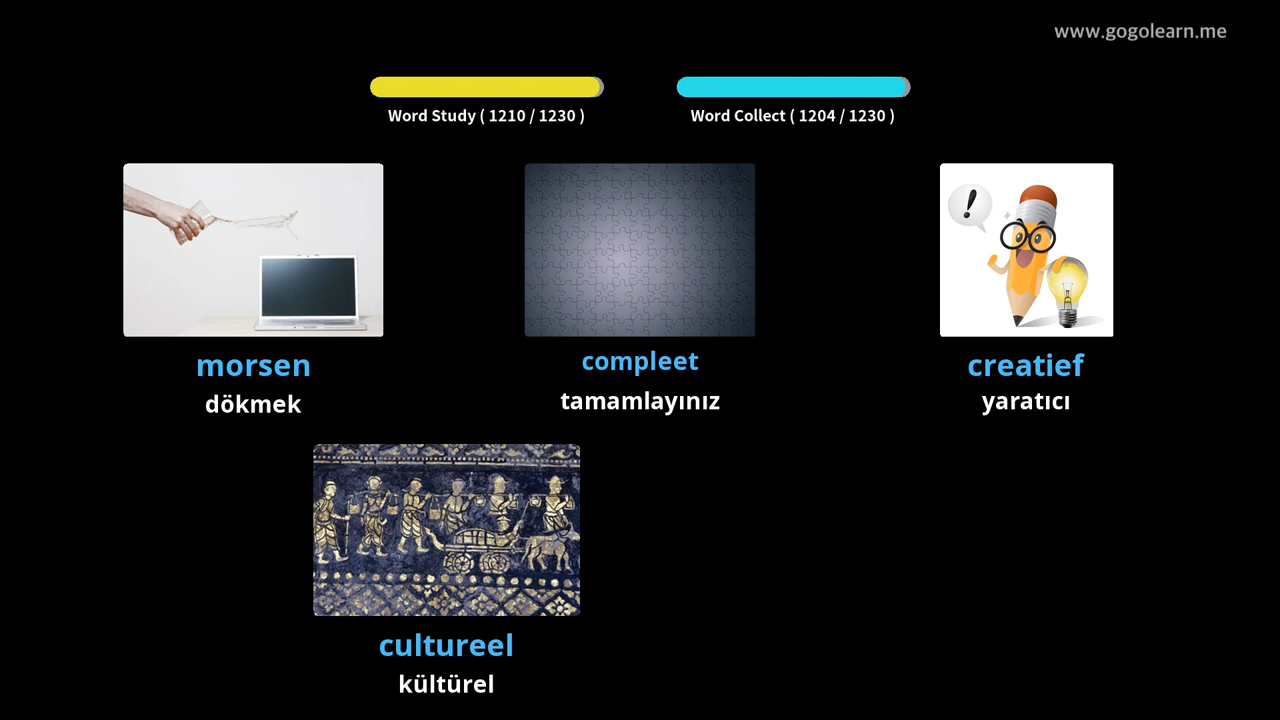 www.gogolearn.me
Word Study ( 1210 / 1230 )
Word Collect ( 1204 / 1230 )
morsen
dökmek
compleet
tamamlayınız
!
creatief
yaratıcı
cultureel
kültürel